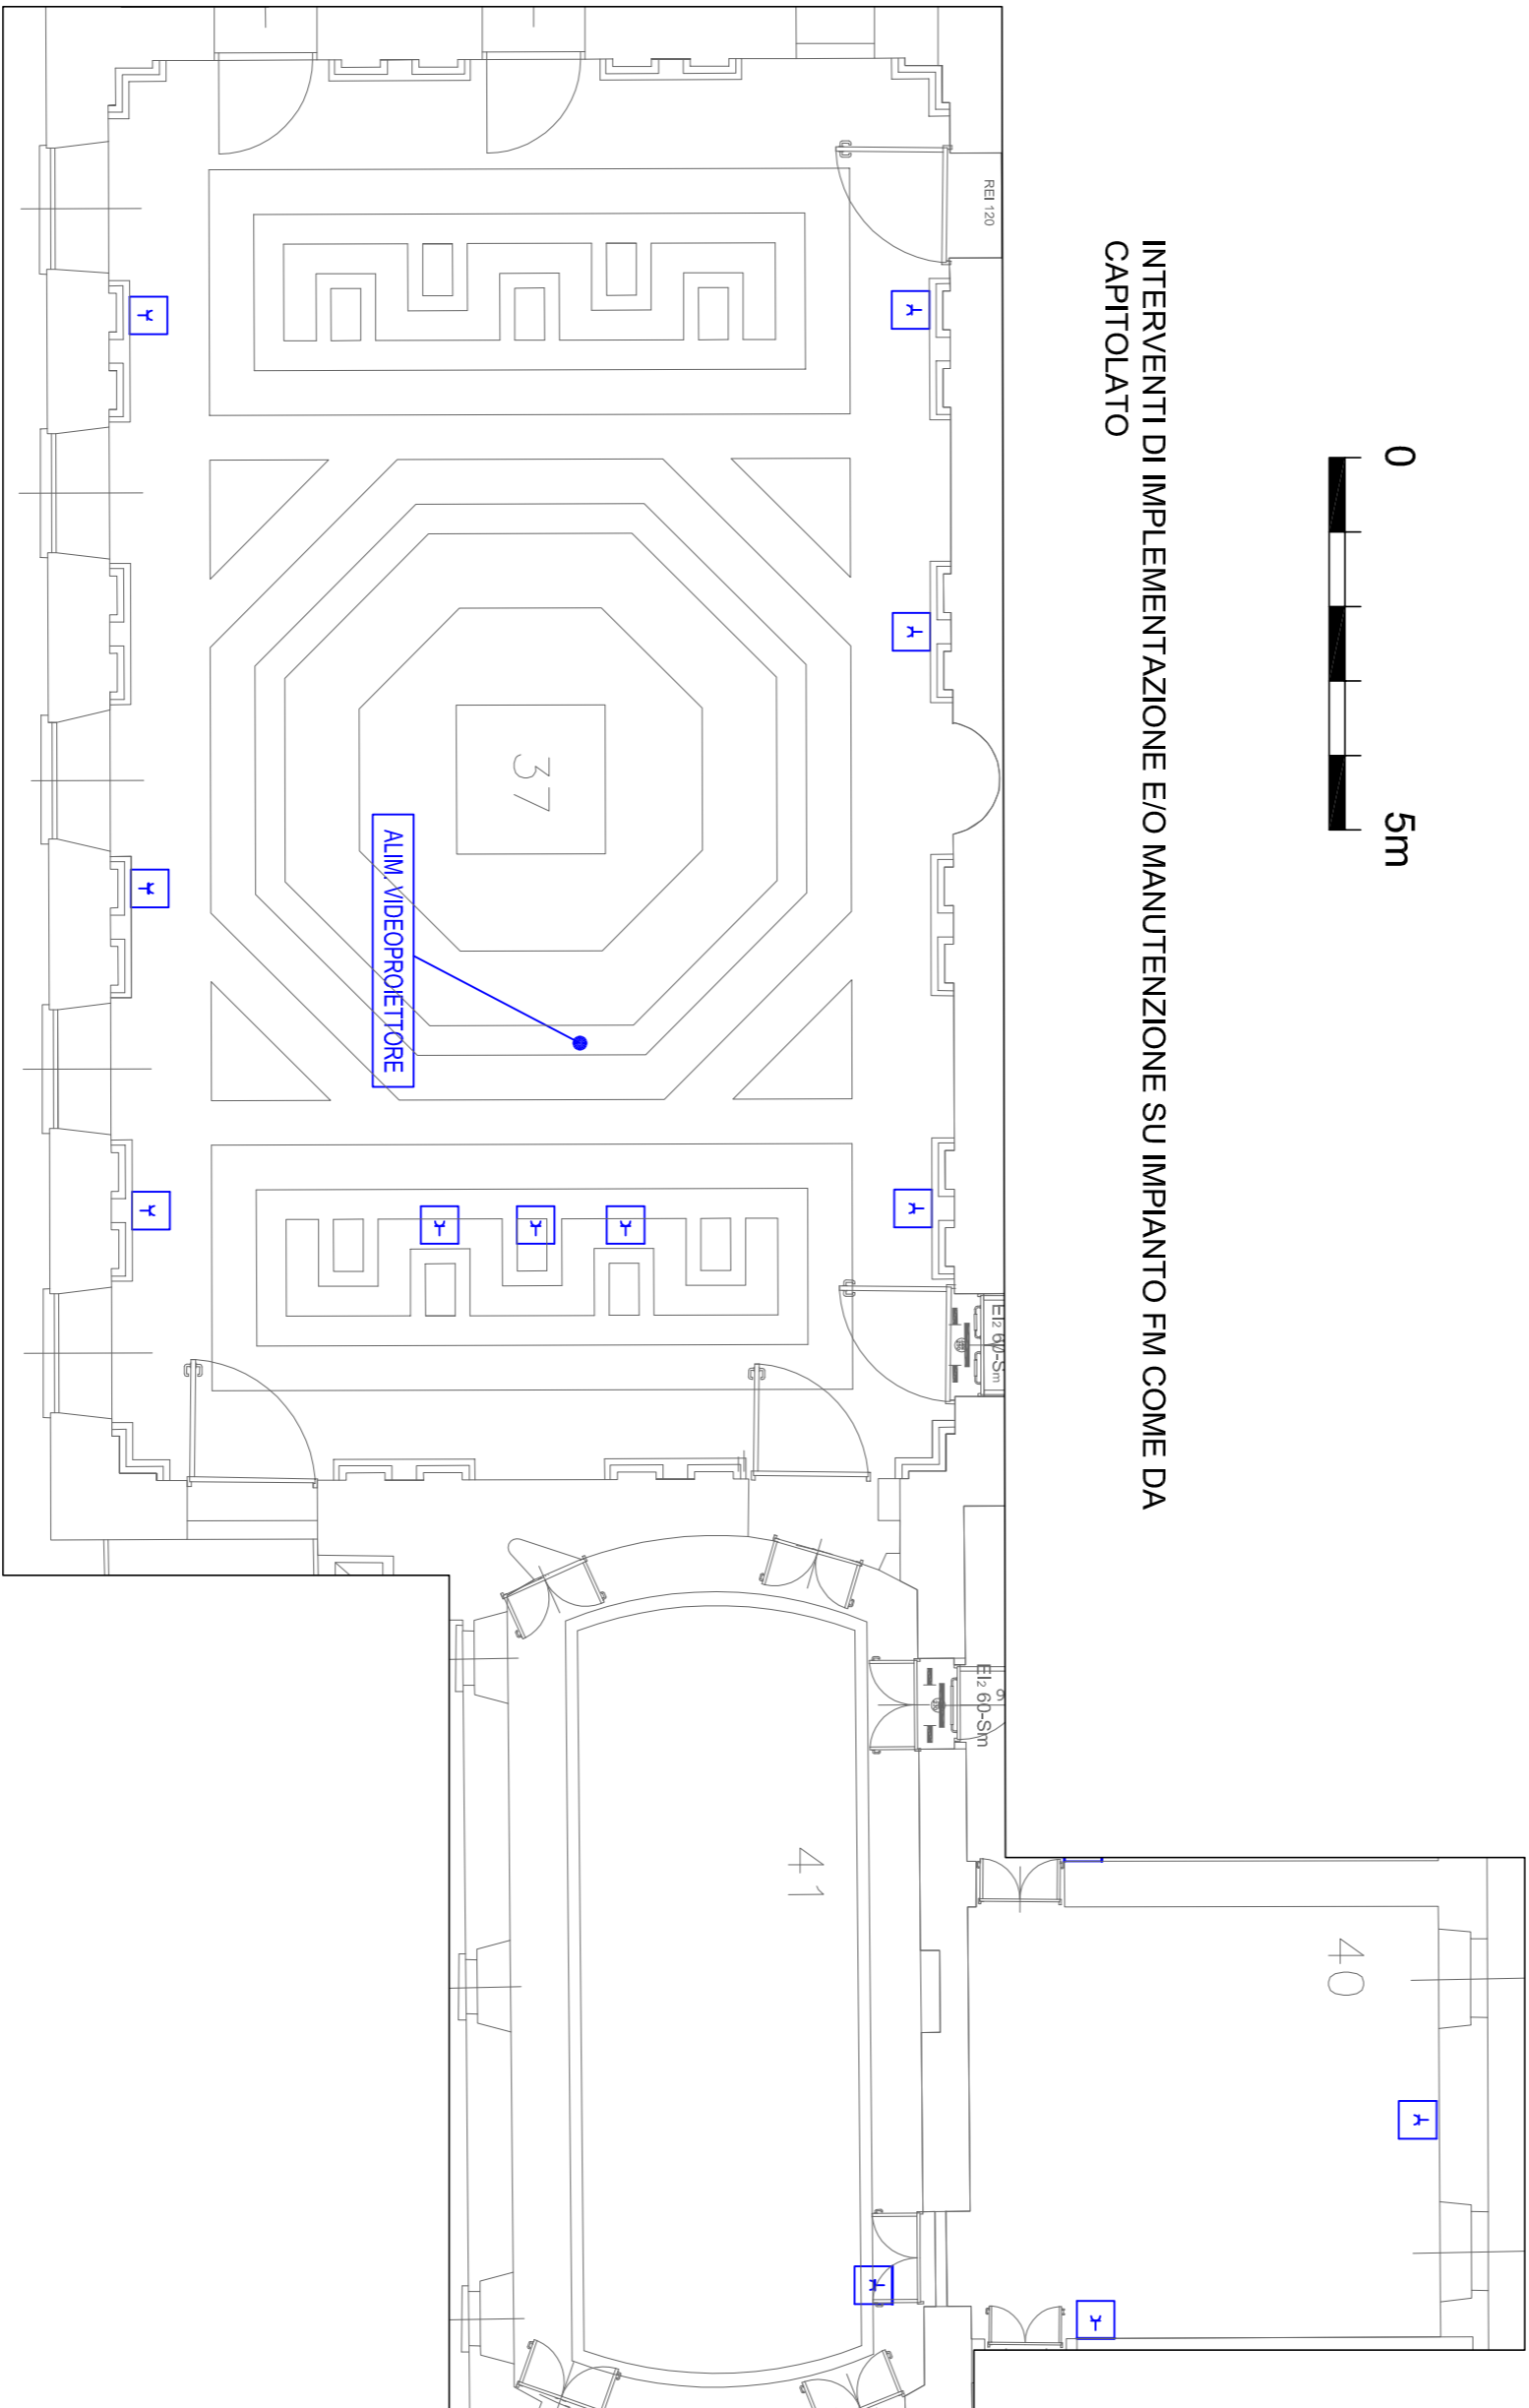 0
5m
INTERVENTI DI IMPLEMENTAZIONE E/O MANUTENZIONE SU IMPIANTO FM COME DA
CAPITOLATO
REI 120
37
ALIM. VIDEOPROIETTORE
EI2 60-Sm
EI2 60-Sm
9
41
40